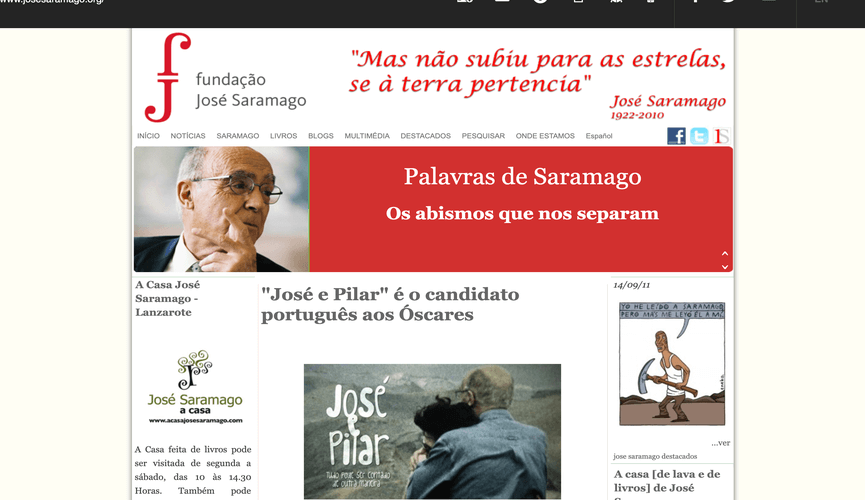 www.josesaramago.org/
EN
fundação
José Saramago
"Mas não subiu para as estrelas,
se à terra pertencia"
José Saramago
1922-2010
INÍCIO NOTÍCIAS SARAMAGO LIVROS BLOGS MULTIMÉDIA DESTACADOS PESQUISAR ONDE ESTAMOS Español
Palavras de Saramago
Os abismos que nos separam
A Casa José
Saramago -
Lanzarote
José Saramago
a casa
www.acasajosesaramago.com
A Casa feita de livros pode
ser visitada de segunda a
sábado, das 10 às 14.30
Horas. Também pode
"José e Pilar" é o candidato
português aos Óscares
José
e
Pilar
TUDO PODE SER CONTADO
DE OUTRA MANEIRA
14/09/11
YO HE LEIDO A SARAMAGO
PERO MÁS ME LEYÓ ÉL A MÍ
...ver
jose saramago destacados
A casa [de lava e de
livros] de José